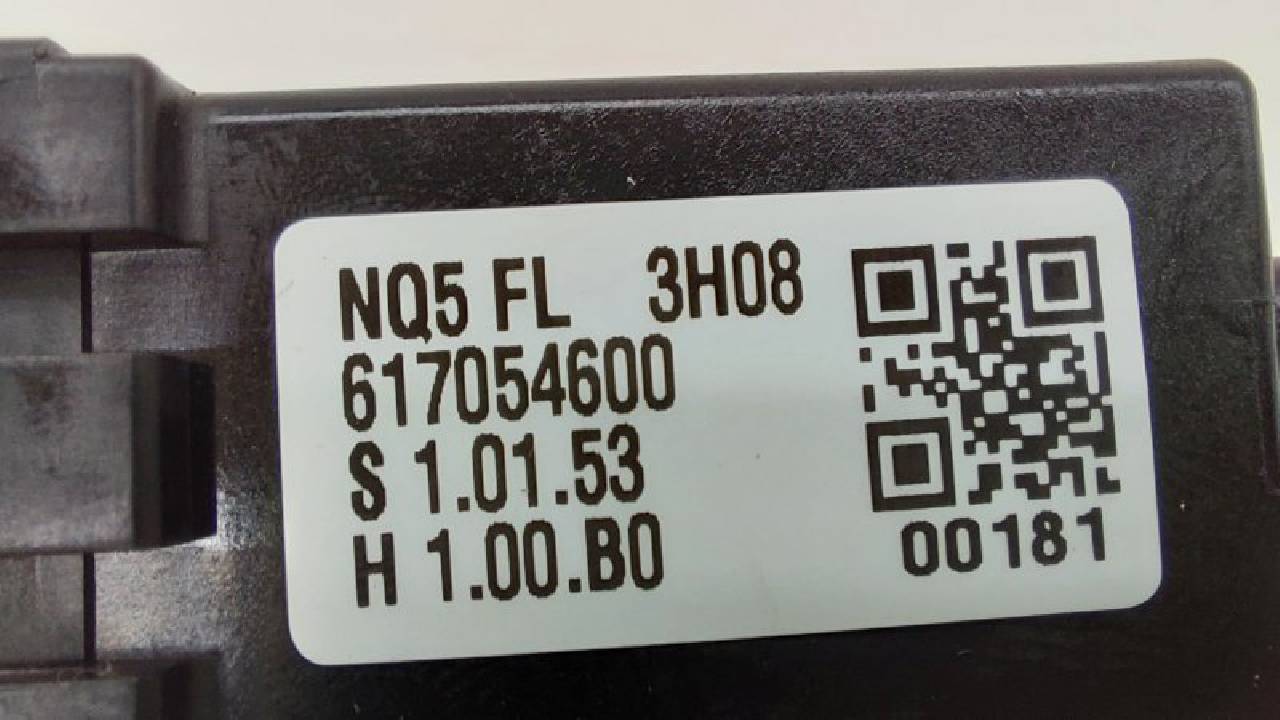 NQ5 FL 3H08
617054600
S 1.01.53
H 1.00.B0
00181